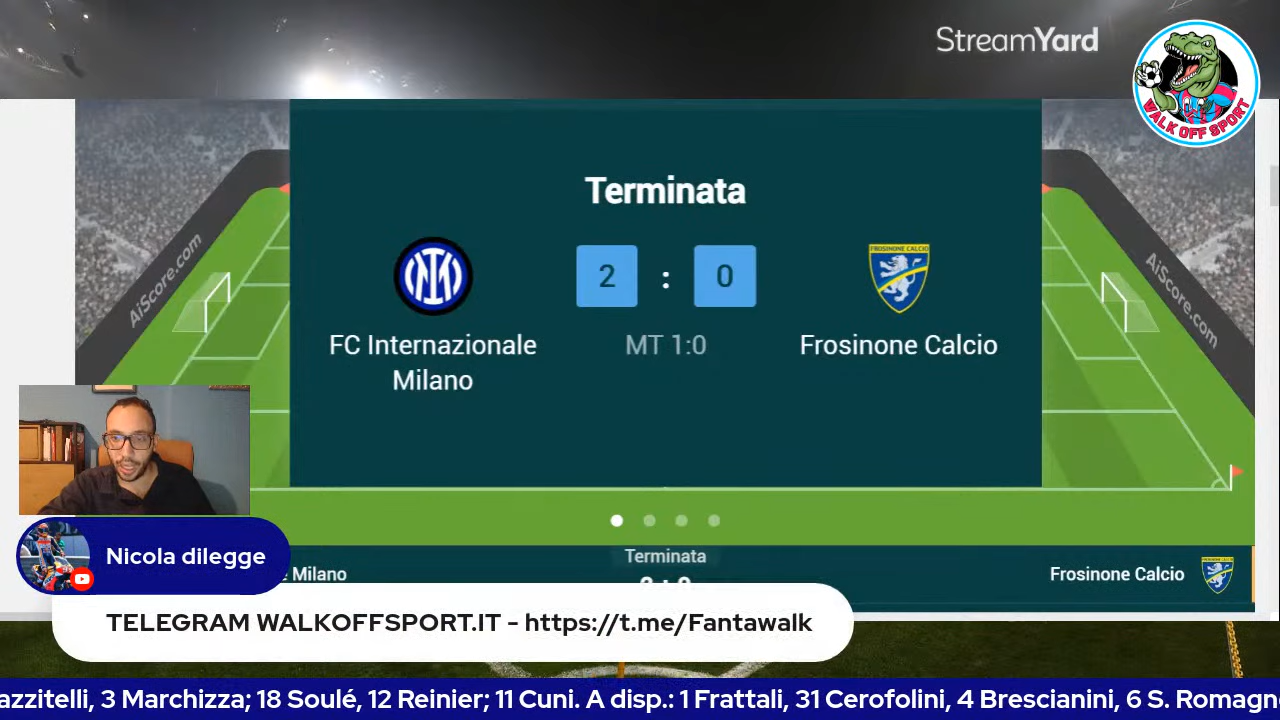 StreamYard
WALK OFF SPORT
Terminata
2 : 0
FC Internazionale
Milano
MT 1:0
Frosinone Calcio
FROSINONE CALCIO
AiScore.com
AiScore.com
Terminata
Milano
Frosinone Calcio
Nicola dilegge
TELEGRAM WALKOFFSPORT.IT - https://t.me/Fantawalk
azzitelli, 3 Marchizza; 18 Soulé, 12 Reinier; 11 Cuni. A disp.: 1 Frattali, 31 Cerofolini, 4 Brescianini, 6 S. Romagn